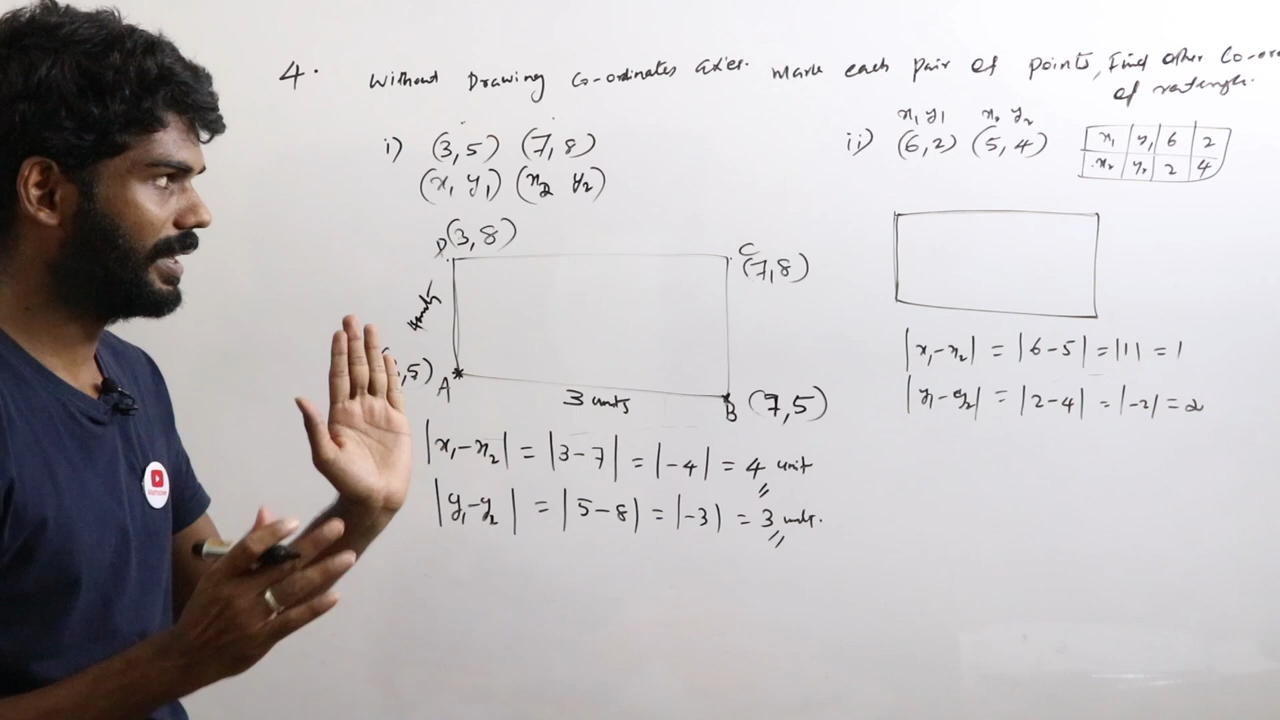 4. Without Drawing Co-ordinates axes. Mark each pair of points, Find other Co-or
of rectangle.
i) (3,5) (7,8)
(x₁ y₁) (x₂ y₂)
D(3,8)
C
(7,8)
4 units
,5) A
3 units
B (7,5)
|x₁-x₂| = |3-7| = |-4| = 4 unit
|y₁-y₂| = |5-8| = |-3| = 3 units.
x₁ y₁ x₂ y₂
ii) (6,2) (5,4)
x₁ y₁ 6 2
x₂ y₂ 2 4
|x₁-x₂| = |6-5| = |1| = 1
|y₁-y₂| = |2-4| = |-2| = 2